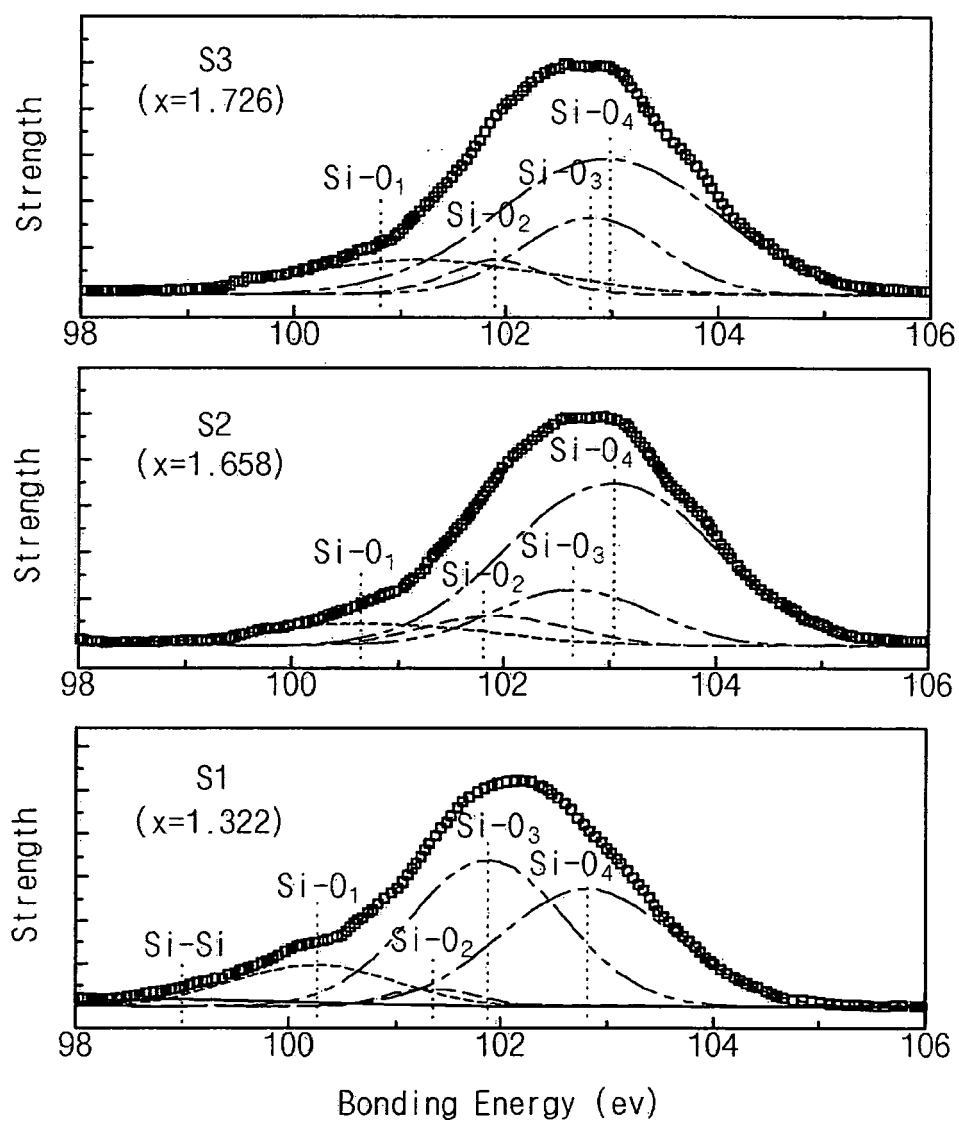 S3
(x=1.726)
Strength
Si-O₁
Si-O₂
Si-O₃
Si-O₄
98 100 102 104 106
S2
(x=1.658)
Strength
Si-O₁
Si-O₂
Si-O₃
Si-O₄
98 100 102 104 106
S1
(x=1.322)
Strength
Si-Si
Si-O₁
Si-O₂
Si-O₃
Si-O₄
98 100 102 104 106
Bonding Energy (ev)